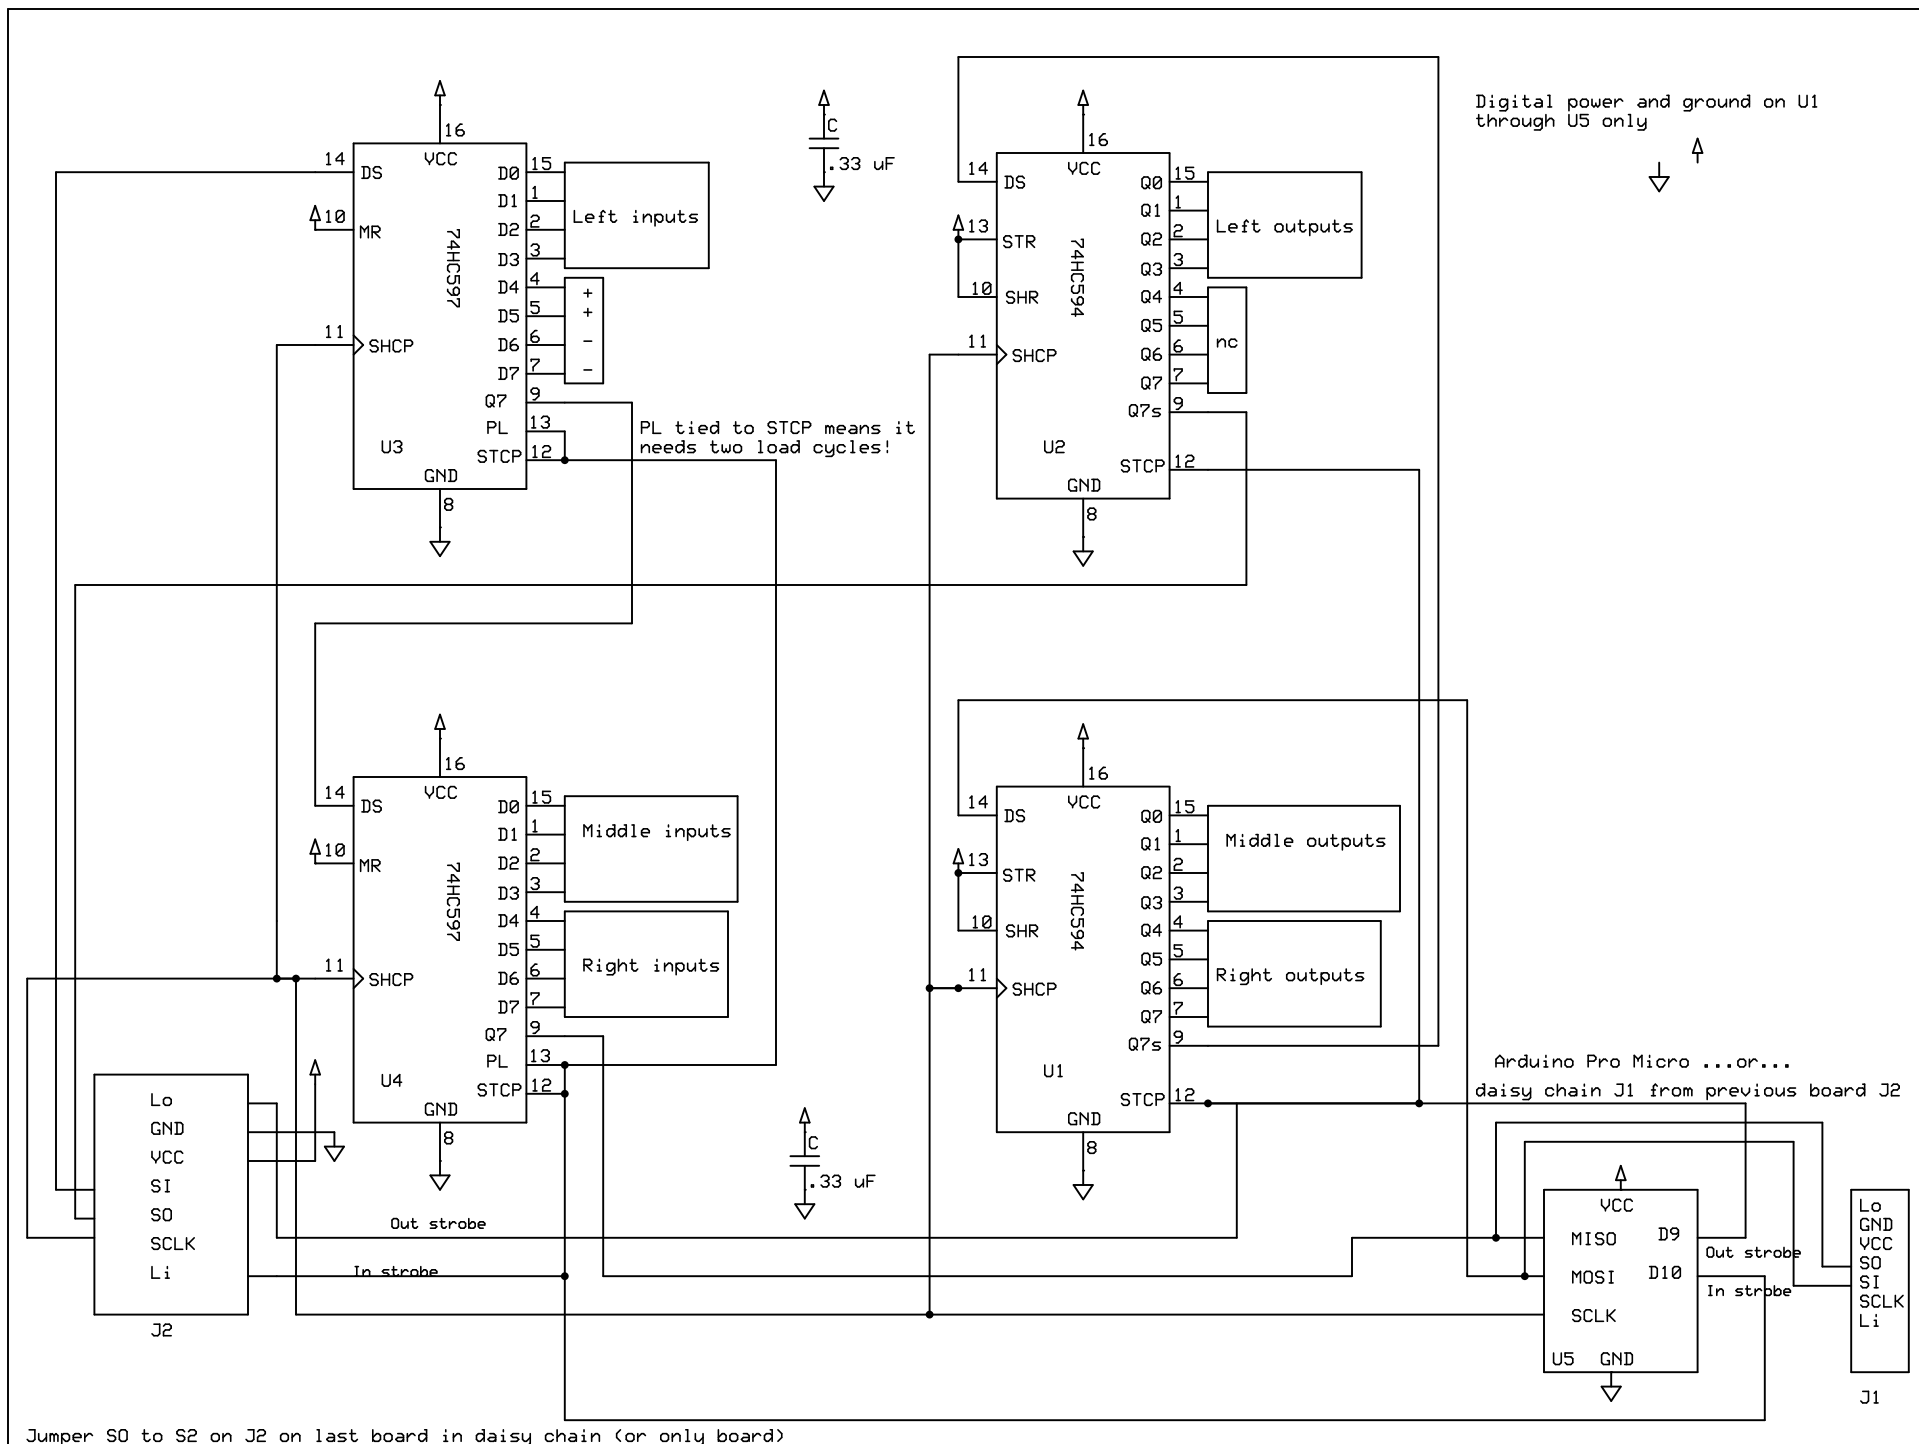 Digital power and ground on U1
through U5 only
16
VCC
14
DS
10
MR
74HC597
11
SHCP
D0
15
D1
1
D2
2
D3
3
D4
4
D5
5
D6
6
D7
7
Q7
9
PL
13
STCP
12
U3
GND
8
Left inputs
+
+
-
-
PL tied to STCP means it
needs two load cycles!
C
.33 uF
16
VCC
14
DS
13
STR
10
SHR
74HC594
11
SHCP
Q0
15
Q1
1
Q2
2
Q3
3
Q4
4
Q5
5
Q6
6
Q7
7
Q7s
9
STCP
12
U2
GND
8
Left outputs
nc
16
VCC
14
DS
10
MR
74HC597
11
SHCP
D0
15
D1
1
D2
2
D3
3
D4
4
D5
5
D6
6
D7
7
Q7
9
PL
13
STCP
12
U4
GND
8
Middle inputs
Right inputs
C
.33 uF
16
VCC
14
DS
13
STR
10
SHR
74HC594
11
SHCP
Q0
15
Q1
1
Q2
2
Q3
3
Q4
4
Q5
5
Q6
6
Q7
7
Q7s
9
STCP
12
U1
GND
8
Middle outputs
Right outputs
Arduino Pro Micro ...or...
daisy chain J1 from previous board J2
Lo
GND
VCC
SI
SO
SCLK
Li
J2
Out strobe
In strobe
VCC
MISO
D9
MOSI
D10
SCLK
U5
GND
Out strobe
In strobe
Lo
GND
VCC
SO
SI
SCLK
Li
J1
Jumper SO to S2 on J2 on last board in daisy chain (or only board)